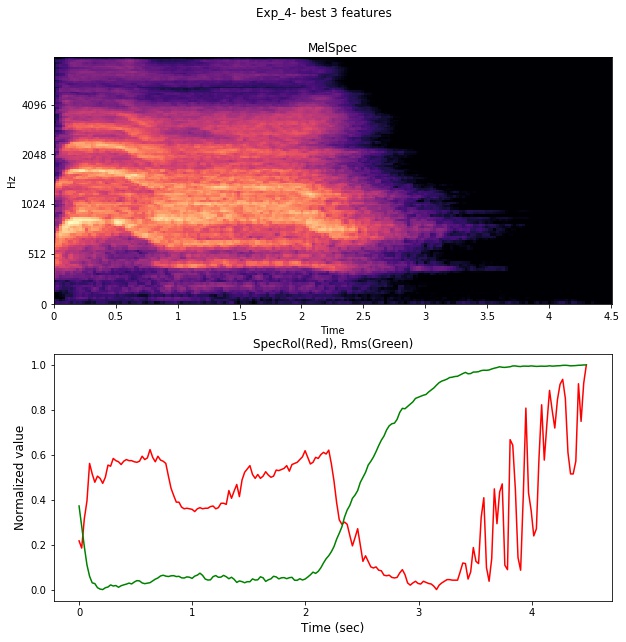 Exp_4- best 3 features
MelSpec
Hz
4096
2048
1024
512
0
0 0.5 1 1.5 2 2.5 3 3.5 4 4.5
Time
SpecRol(Red), Rms(Green)
Normalized value
1.0
0.8
0.6
0.4
0.2
0.0
0 1 2 3 4
Time (sec)